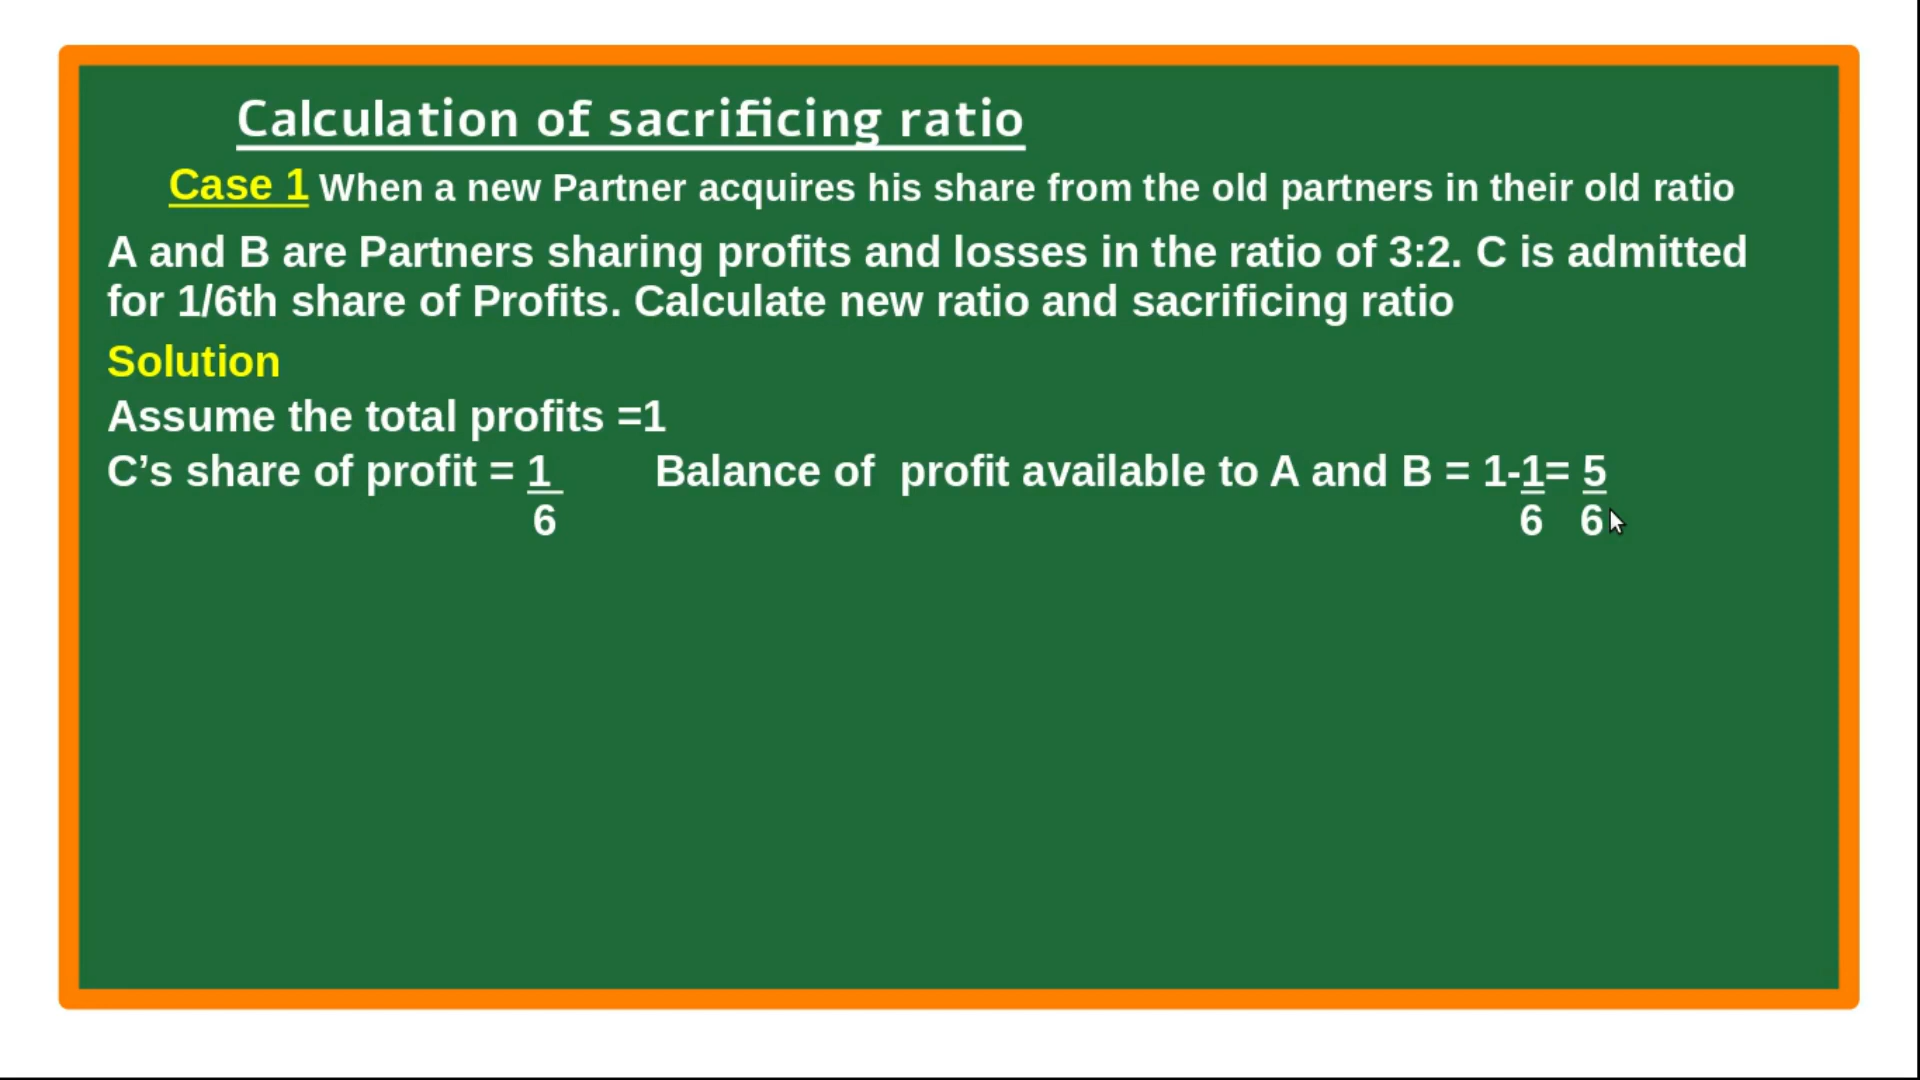 Calculation of sacrificing ratio
Case 1 When a new Partner acquires his share from the old partners in their old ratio
A and B are Partners sharing profits and losses in the ratio of 3:2. C is admitted
for 1/6th share of Profits. Calculate new ratio and sacrificing ratio
Solution
Assume the total profits =1
C’s share of profit = 1 Balance of profit available to A and B = 1-1= 5
6 6 6